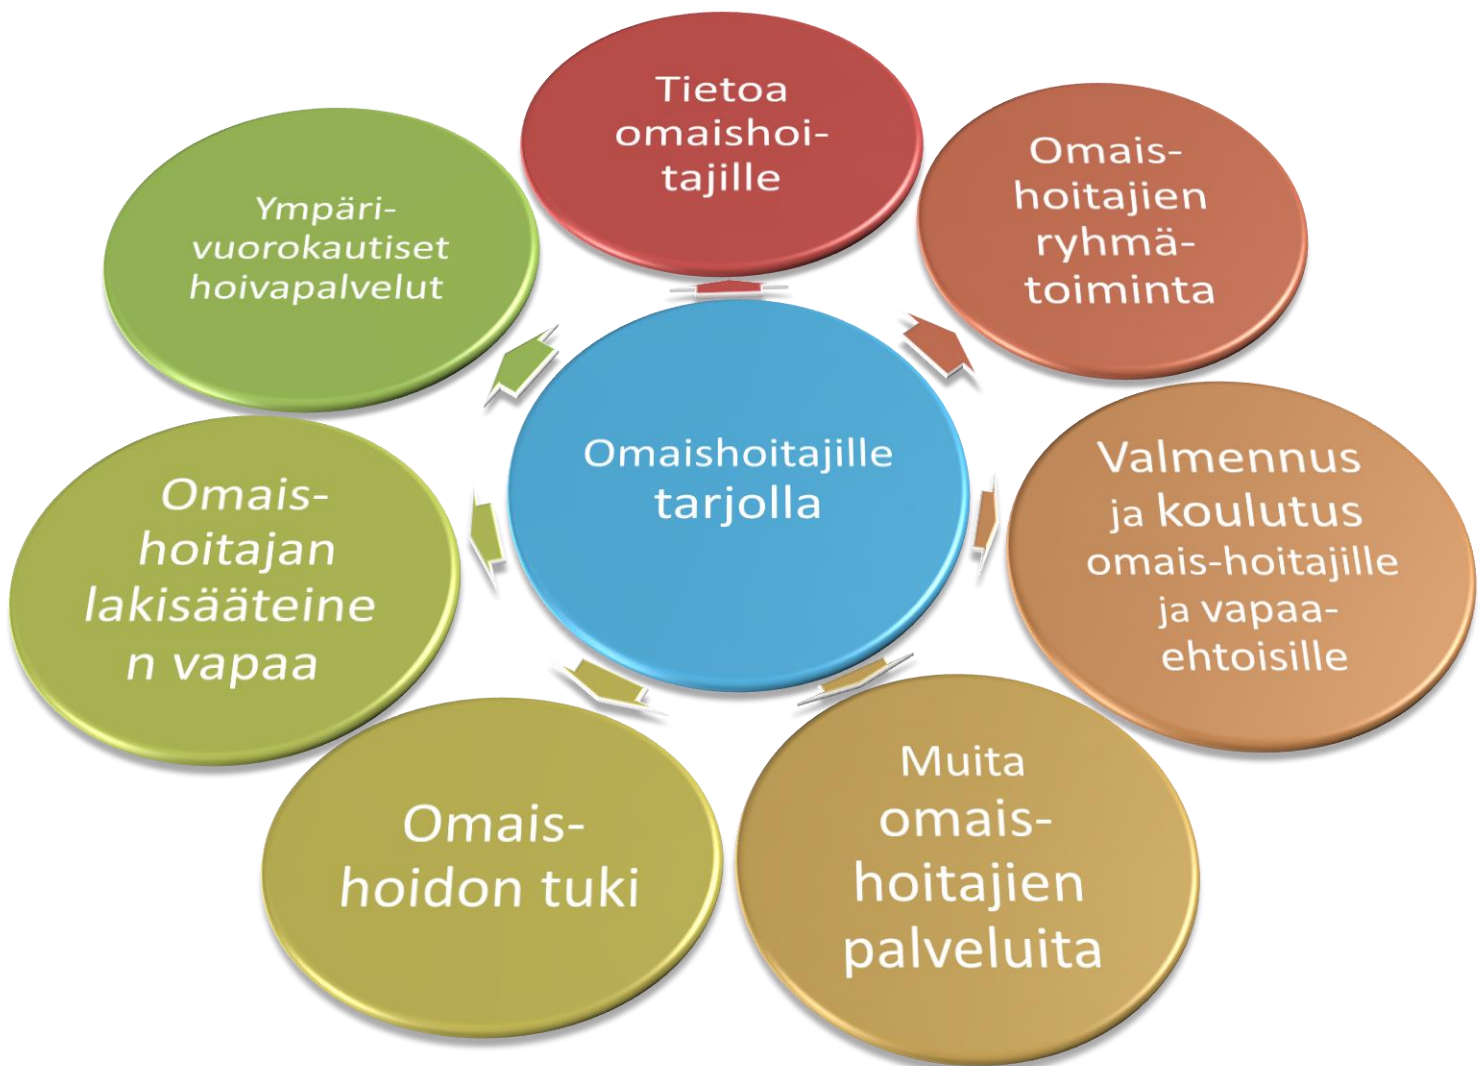 Tietoa
omaishoi-
tajille
Omais-
hoitajien
ryhmä-
toiminta
Valmennus
ja koulutus
omais-hoitajille
ja vapaa-
ehtoisille
Muita
omais-
hoitajien
palveluita
Omais-
hoidon tuki
Omais-
hoitajan
lakisääteine
n vapaa
Ympäri-
vuorokautiset
hoivapalvelut
Omaishoitajille
tarjolla